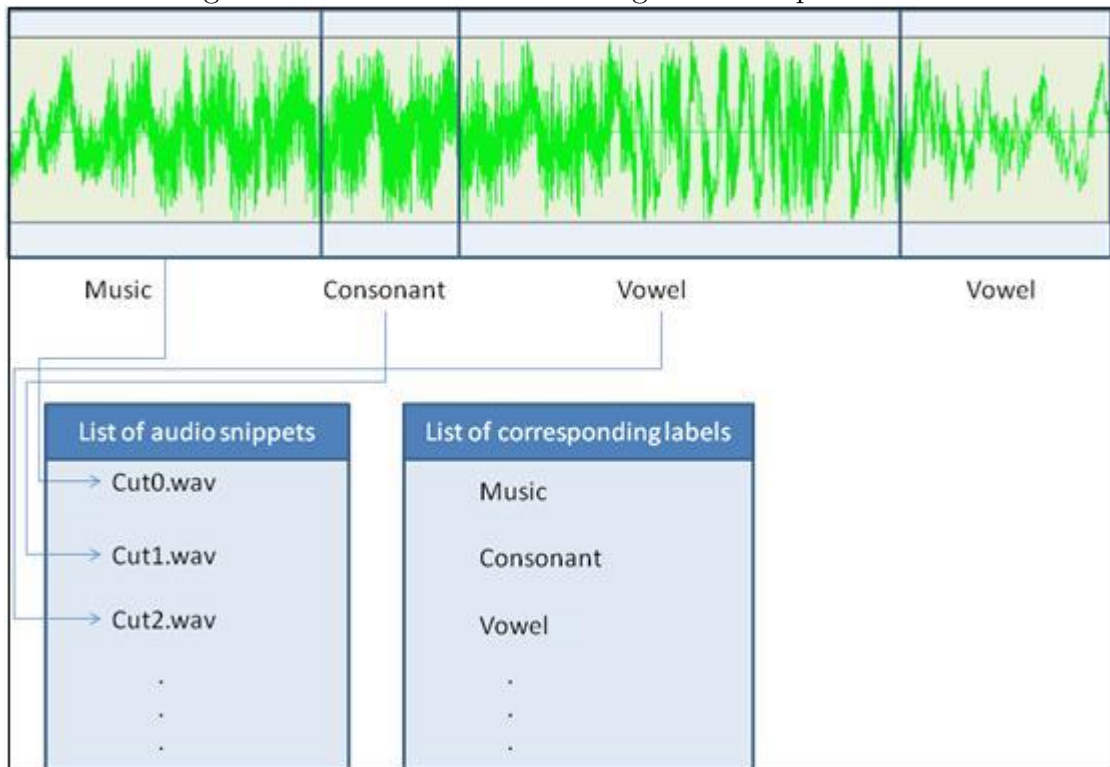 Music Consonant Vowel Vowel
List of audio snippets
Cut0.wav
Cut1.wav
Cut2.wav
.
.
.
List of corresponding labels
Music
Consonant
Vowel
.
.
.